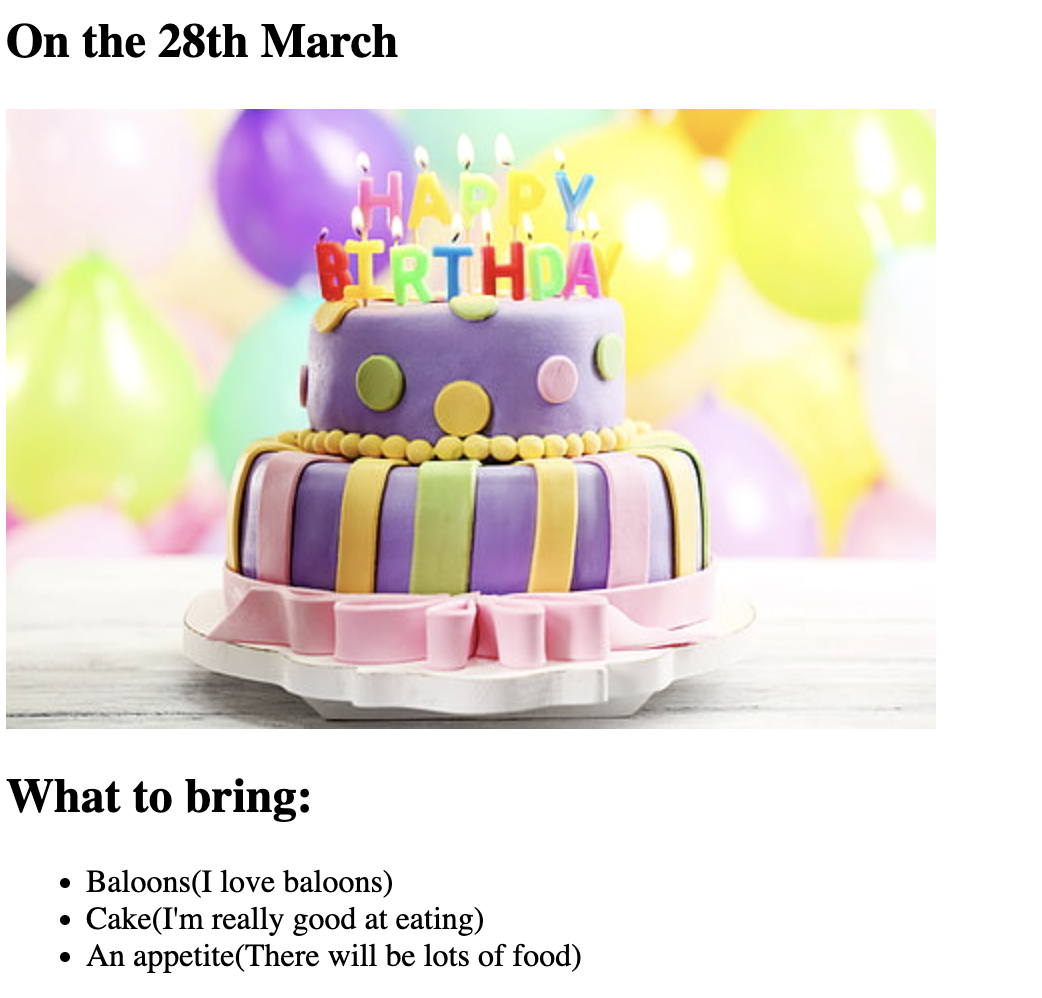 On the 28th March
HAPPY
BIRTHDAY
What to bring:
Baloons(I love baloons)
Cake(I'm really good at eating)
An appetite(There will be lots of food)